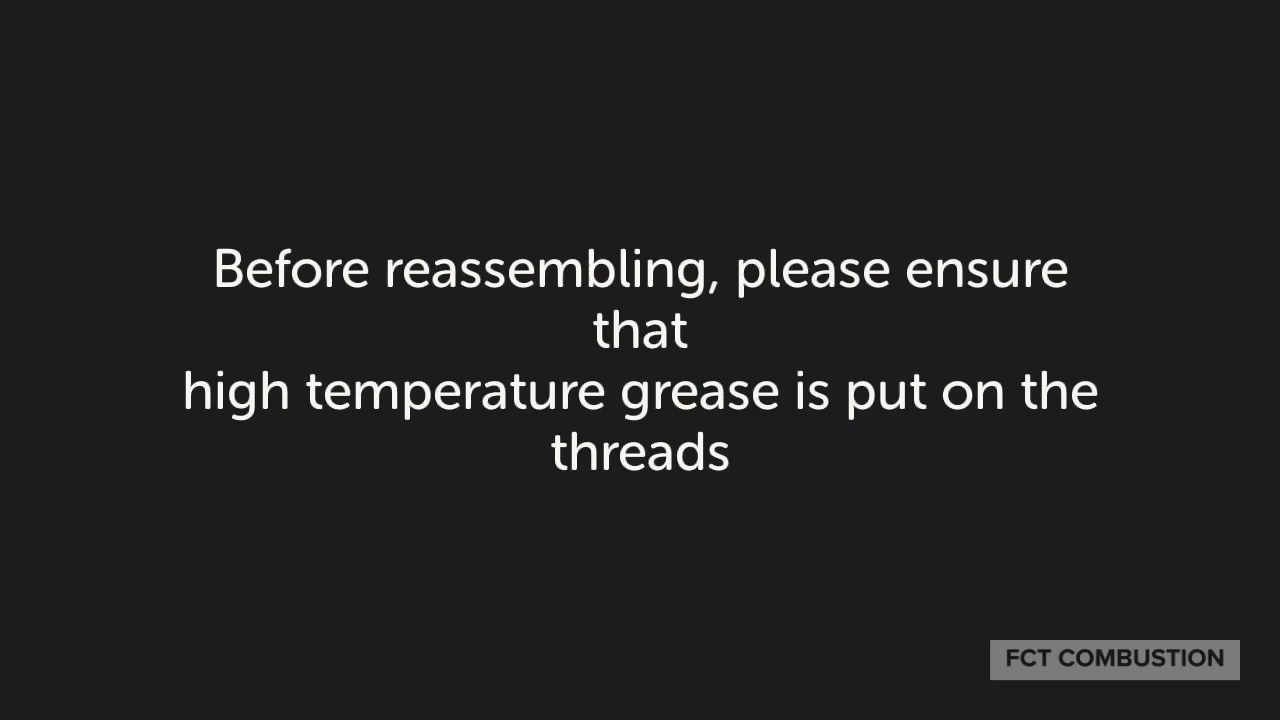 Before reassembling, please ensure
that
high temperature grease is put on the
threads
FCT COMBUSTION